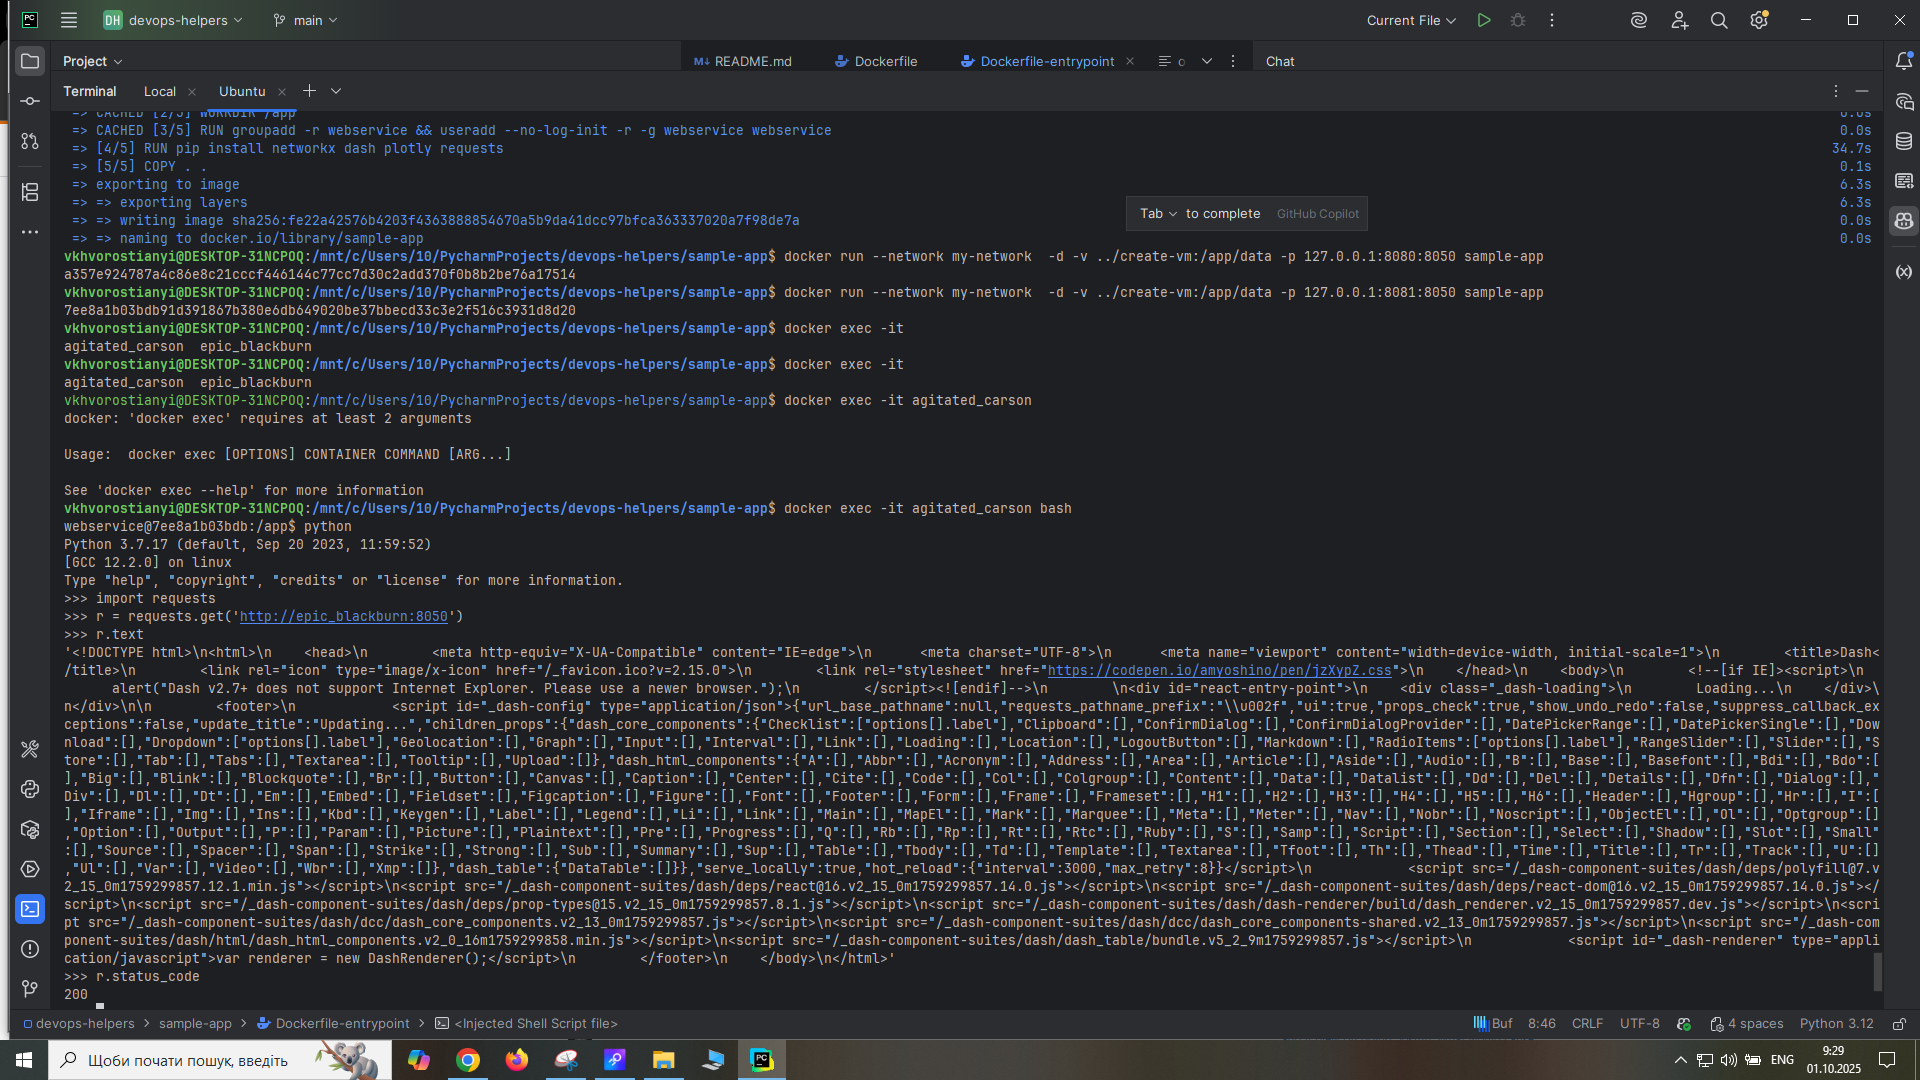 DH devops-helpers main Current File
Project README.md Dockerfile Dockerfile-entrypoint Chat
Terminal Local Ubuntu
=> CACHED [2/5] WORKDIR /app 0.0s
=> CACHED [3/5] RUN groupadd -r webservice && useradd --no-log-init -r -g webservice webservice 0.0s
=> [4/5] RUN pip install networkx dash plotly requests 34.7s
=> [5/5] COPY . . 0.1s
=> exporting to image 6.3s
=> => exporting layers 6.3s
=> => writing image sha256:fe22a42576b4203f4363888854670a5b9da41dcc97bfca363337020a7f98de7a 0.0s
=> => naming to docker.io/library/sample-app 0.0s
Tab to complete GitHub Copilot
vkhvorostianyi@DESKTOP-31NCPOQ:/mnt/c/Users/10/PycharmProjects/devops-helpers/sample-app$ docker run --network my-network  -d -v ../create-vm:/app/data -p 127.0.0.1:8080:8050 sample-app
a357e924787a4c86e8c21cccf446144c77cc7d30c2add370f0b8b2be76a17514
vkhvorostianyi@DESKTOP-31NCPOQ:/mnt/c/Users/10/PycharmProjects/devops-helpers/sample-app$ docker run --network my-network  -d -v ../create-vm:/app/data -p 127.0.0.1:8081:8050 sample-app
7ee8a1b03bdb91d391867b380e6db649020be37bbecd33c3e2f516c3931d8d20
vkhvorostianyi@DESKTOP-31NCPOQ:/mnt/c/Users/10/PycharmProjects/devops-helpers/sample-app$ docker exec -it
agitated_carson  epic_blackburn
vkhvorostianyi@DESKTOP-31NCPOQ:/mnt/c/Users/10/PycharmProjects/devops-helpers/sample-app$ docker exec -it
agitated_carson  epic_blackburn
vkhvorostianyi@DESKTOP-31NCPOQ:/mnt/c/Users/10/PycharmProjects/devops-helpers/sample-app$ docker exec -it agitated_carson
docker: 'docker exec' requires at least 2 arguments
Usage:  docker exec [OPTIONS] CONTAINER COMMAND [ARG...]
See 'docker exec --help' for more information
vkhvorostianyi@DESKTOP-31NCPOQ:/mnt/c/Users/10/PycharmProjects/devops-helpers/sample-app$ docker exec -it agitated_carson bash
webservice@7ee8a1b03bdb:/app$ python
Python 3.7.17 (default, Sep 20 2023, 11:59:52)
[GCC 12.2.0] on linux
Type "help", "copyright", "credits" or "license" for more information.
>>> import requests
>>> r = requests.get('http://epic_blackburn:8050')
>>> r.text
'<!DOCTYPE html>\n<html>\n    <head>\n        <meta http-equiv="X-UA-Compatible" content="IE=edge">\n      <meta charset="UTF-8">\n      <meta name="viewport" content="width=device-width, initial-scale=1">\n        <title>Dash<
/title>\n        <link rel="icon" type="image/x-icon" href="/_favicon.ico?v=2.15.0">\n        <link rel="stylesheet" href="https://codepen.io/amyoshino/pen/jzXypZ.css">\n    </head>\n    <body>\n        <!--[if IE]><script>\n
      alert("Dash v2.7+ does not support Internet Explorer. Please use a newer browser.");\n        </script><![endif]-->\n        \n<div id="react-entry-point">\n    <div class="_dash-loading">\n        Loading...\n    </div>\
n</div>\n\n        <footer>\n         <script id="_dash-config" type="application/json">{"url_base_pathname":null,"requests_pathname_prefix":"\\u002f","ui":true,"props_check":true,"show_undo_redo":false,"suppress_callback_ex
ceptions":false,"update_title":"Updating...","children_props":{"dash_core_components":{"Checklist":["options[].label"],"Clipboard":[],"ConfirmDialog":[],"ConfirmDialogProvider":[],"DatePickerRange":[],"DatePickerSingle":[],"Dow
nload":[],"Dropdown":["options[].label"],"Geolocation":[],"Graph":[],"Input":[],"Interval":[],"Link":[],"Loading":[],"Location":[],"LogoutButton":[],"Markdown":[],"RadioItems":["options[].label"],"RangeSlider":[],"Slider":[],"S
tore":[],"Tab":[],"Tabs":[],"Textarea":[],"Tooltip":[],"Upload":[]},"dash_html_components":{"A":[],"Abbr":[],"Acronym":[],"Address":[],"Area":[],"Article":[],"Aside":[],"Audio":[],"B":[],"Base":[],"Basefont":[],"Bdi":[],"Bdo":[
],"Big":[],"Blink":[],"Blockquote":[],"Br":[],"Button":[],"Canvas":[],"Caption":[],"Center":[],"Cite":[],"Code":[],"Col":[],"Colgroup":[],"Content":[],"Data":[],"Datalist":[],"Dd":[],"Del":[],"Details":[],"Dfn":[],"Dialog":[],"
Div":[],"Dl":[],"Dt":[],"Em":[],"Embed":[],"Fieldset":[],"Figcaption":[],"Figure":[],"Font":[],"Footer":[],"Form":[],"Frame":[],"Frameset":[],"H1":[],"H2":[],"H3":[],"H4":[],"H5":[],"H6":[],"Header":[],"Hgroup":[],"Hr":[],"I":[
],"Iframe":[],"Img":[],"Ins":[],"Kbd":[],"Keygen":[],"Label":[],"Legend":[],"Li":[],"Link":[],"Main":[],"MapEl":[],"Mark":[],"Marquee":[],"Meta":[],"Meter":[],"Nav":[],"Nobr":[],"Noscript":[],"ObjectEl":[],"Ol":[],"Optgroup":[]
,"Option":[],"Output":[],"P":[],"Param":[],"Picture":[],"Plaintext":[],"Pre":[],"Progress":[],"Q":[],"Rb":[],"Rp":[],"Rt":[],"Rtc":[],"Ruby":[],"S":[],"Samp":[],"Script":[],"Section":[],"Select":[],"Shadow":[],"Slot":[],"Small"
:[],"Source":[],"Spacer":[],"Span":[],"Strike":[],"Strong":[],"Sub":[],"Summary":[],"Sup":[],"Table":[],"Tbody":[],"Td":[],"Template":[],"Textarea":[],"Tfoot":[],"Th":[],"Thead":[],"Time":[],"Title":[],"Tr":[],"Track":[],"U":[]
,"Ul":[],"Var":[],"Video":[],"Wbr":[],"Xmp":[]},"dash_table":{"DataTable":[]}},"serve_locally":true,"hot_reload":{"interval":3000,"max_retry":8}}</script>\n            <script src="/_dash-component-suites/dash/deps/polyfill@7.v
2_15_0m1759299857.12.1.min.js"></script>\n<script src="/_dash-component-suites/dash/deps/react@16.v2_15_0m1759299857.14.0.js"></script>\n<script src="/_dash-component-suites/dash/deps/react-dom@16.v2_15_0m1759299857.14.0.js"></
script>\n<script src="/_dash-component-suites/dash/deps/prop-types@15.v2_15_0m1759299857.8.1.js"></script>\n<script src="/_dash-component-suites/dash/dash-renderer/build/dash_renderer.v2_15_0m1759299857.dev.js"></script>\n<scri
pt src="/_dash-component-suites/dash/dcc/dash_core_components.v2_13_0m1759299857.js"></script>\n<script src="/_dash-component-suites/dash/dcc/dash_core_components-shared.v2_13_0m1759299857.js"></script>\n<script src="/_dash-com
ponent-suites/dash/html/dash_html_components.v2_0_16m1759299858.min.js"></script>\n<script src="/_dash-component-suites/dash/dash_table/bundle.v5_2_9m1759299857.js"></script>\n            <script id="_dash-renderer" type="appli
cation/javascript">var renderer = new DashRenderer();</script>\n        </footer>\n    </body>\n</html>'
>>> r.status_code
200
devops-helpers > sample-app > Dockerfile-entrypoint > <Injected Shell Script file> Buf 8:46 CRLF UTF-8 4 spaces Python 3.12
Щоби почати пошук, введіть ENG 9:29
01.10.2025